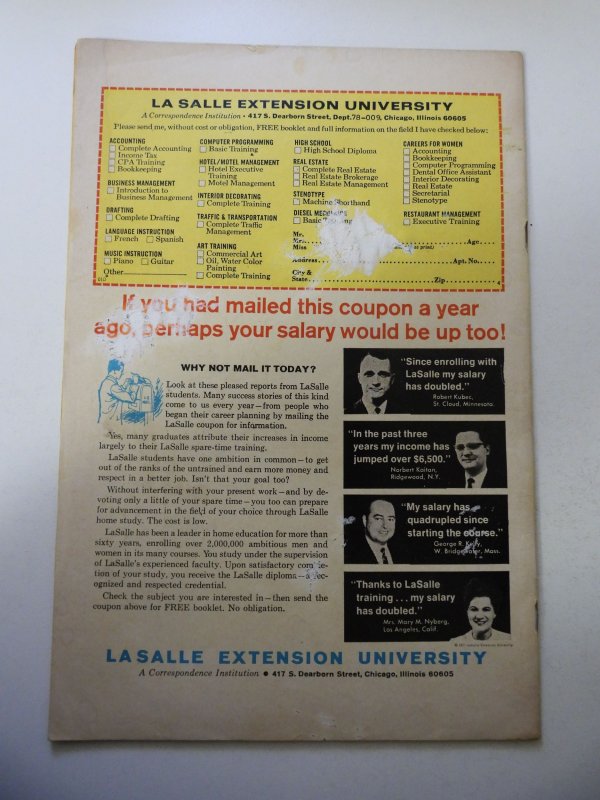 LA SALLE EXTENSION UNIVERSITY
A Correspondence Institution • 417 S. Dearborn Street, Dept. 78-009, Chicago, Illinois 60605
Please send me, without cost or obligation, FREE booklet and full information on the field I have checked below:
ACCOUNTING
Complete Accounting
Income Tax
CPA Training
Bookkeeping
BUSINESS MANAGEMENT
Introduction to
Business Management
DRAFTING
Complete Drafting
LANGUAGE INSTRUCTION
French Spanish
MUSIC INSTRUCTION
Piano Guitar
Other
COMPUTER PROGRAMMING
Basic Training
HOTEL/MOTEL MANAGEMENT
Hotel Executive
Training
Motel Management
INTERIOR DECORATING
Complete Training
TRAFFIC & TRANSPORTATION
Complete Traffic
Management
ART TRAINING
Commercial Art
Oil, Water Color
Painting
Complete Training
HIGH SCHOOL
High School Diploma
REAL ESTATE
Complete Real Estate
Real Estate Brokerage
Real Estate Management
STENOTYPE
Machine Shorthand
DIESEL MECHANICS
Basic
CAREERS FOR WOMEN
Accounting
Bookkeeping
Computer Programming
Dental Office Assistant
Interior Decorating
Real Estate
Secretarial
Stenotype
RESTAURANT MANAGEMENT
Executive Training
Mr.
Mrs. Age
Miss print)
Address Apt. No.
City &
State Zip 4
If you had mailed this coupon a year
ago, perhaps your salary would be up too!
WHY NOT MAIL IT TODAY?
Look at these pleased reports from LaSalle
students. Many success stories of this kind
come to us every year—from people who
began their career planning by mailing the
LaSalle coupon for information.
Yes, many graduates attribute their increases in income
largely to their LaSalle spare-time training.
LaSalle students have one ambition in common—to get
out of the ranks of the untrained and earn more money and
respect in a better job. Isn't that your goal too?
Without interfering with your present work—and by de-
voting only a little of your spare time—you too can prepare
for advancement in the field of your choice through LaSalle
home study. The cost is low.
LaSalle has been a leader in home education for more than
sixty years, enrolling over 2,000,000 ambitious men and
women in its many courses. You study under the supervision
of LaSalle's experienced faculty. Upon satisfactory comple-
tion of your study, you receive the LaSalle diploma—a rec-
ognized and respected credential.
Check the subject you are interested in—then send the
coupon above for FREE booklet. No obligation.
"Since enrolling with
LaSalle my salary
has doubled."
Robert Kubec,
St. Cloud, Minnesota.
"In the past three
years my income has
jumped over $6,500."
Norbert Kaitan,
Ridgewood, N.Y.
"My salary has
quadrupled since
starting the course."
George R. Kelly,
W. Bridgewater, Mass.
"Thanks to LaSalle
training . . . my salary
has doubled."
Mrs. Mary M. Nyberg,
Los Angeles, Calif.
LASALLE EXTENSION UNIVERSITY
A Correspondence Institution • 417 S. Dearborn Street, Chicago, Illinois 60605